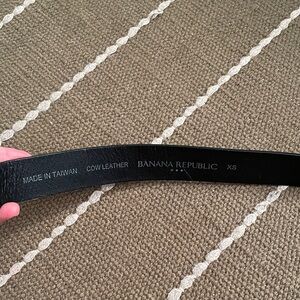 MADE IN TAIWAN COW LEATHER BANANA REPUBLIC XS